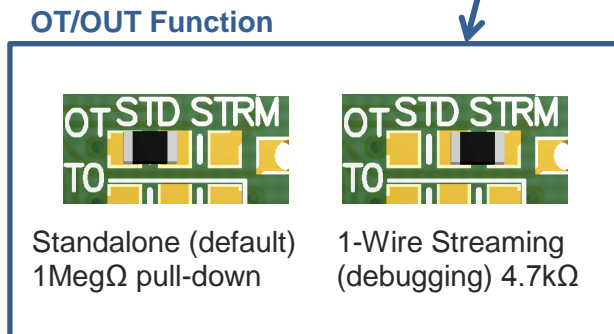 OT/OUT Function
OT STD STRM
TO
OT STD STRM
TO
Standalone (default)
1MegΩ pull-down
1-Wire Streaming
(debugging) 4.7kΩ